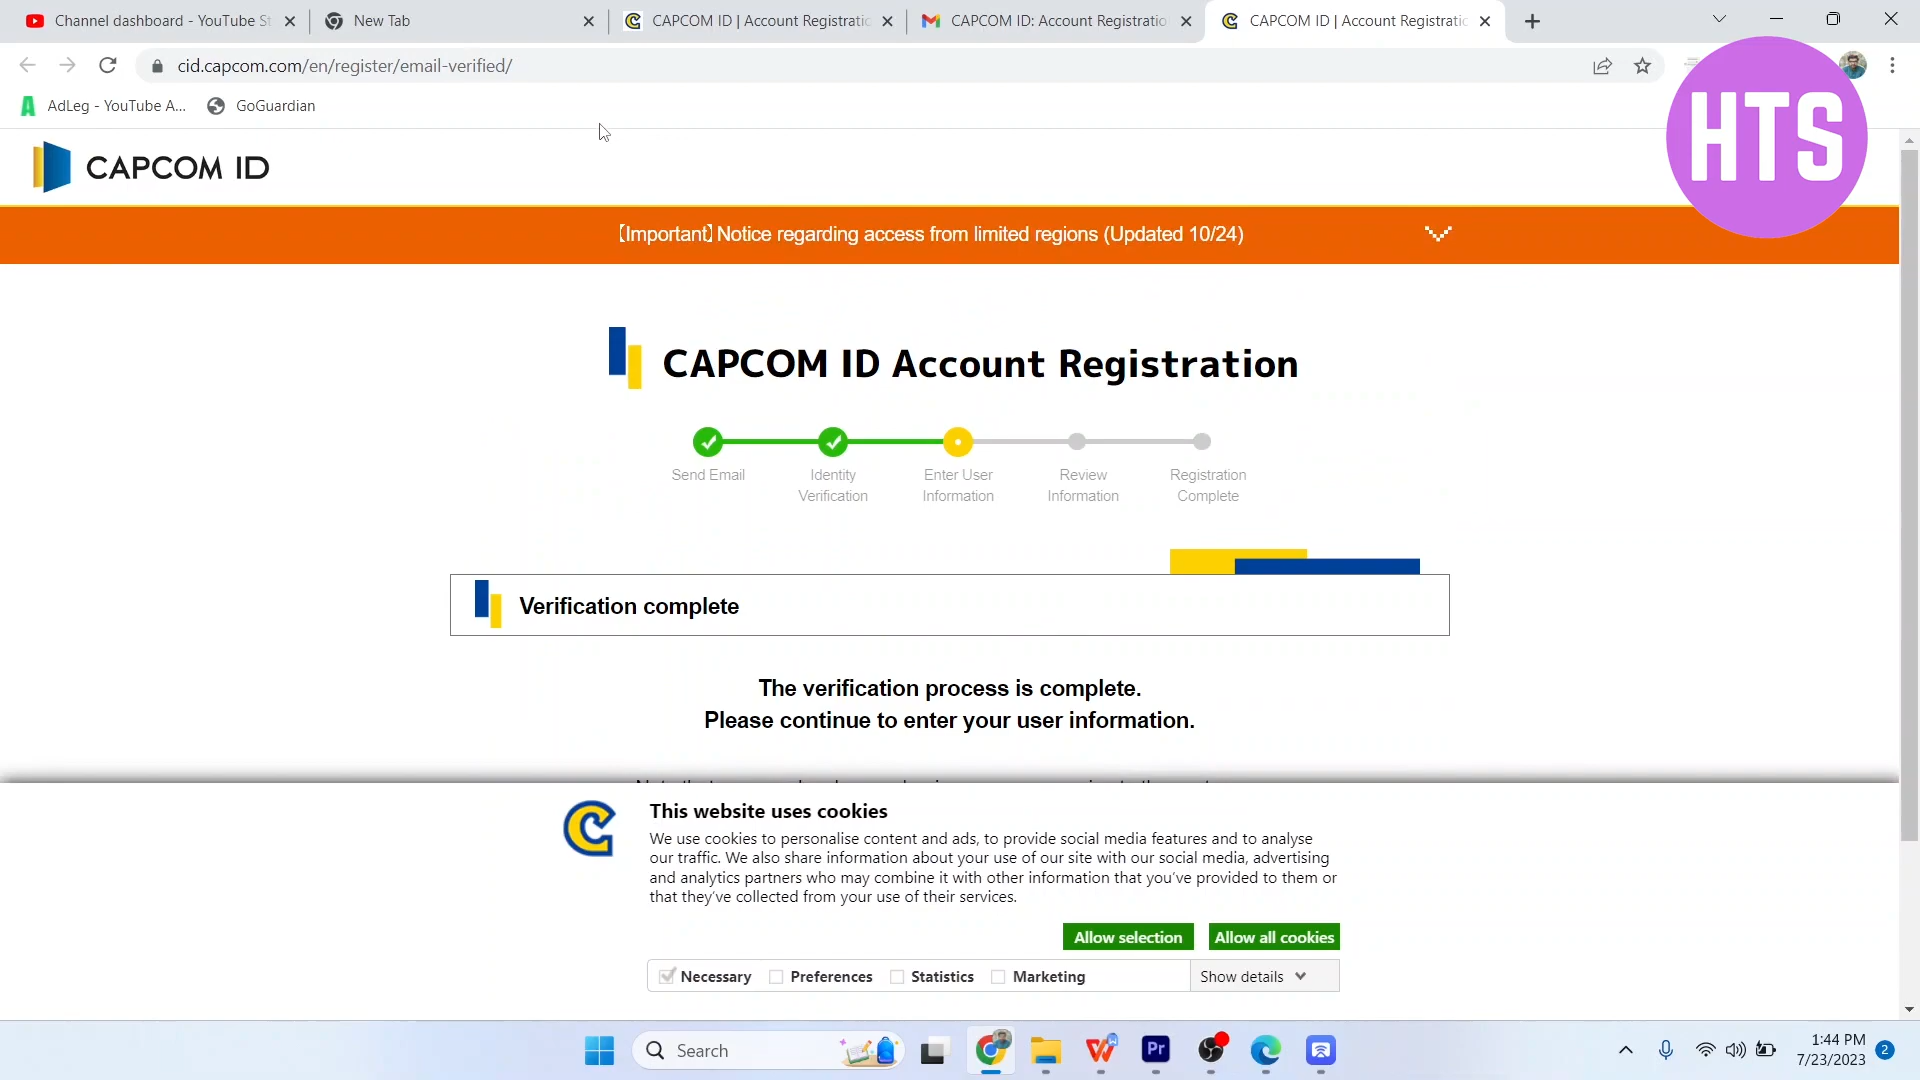 Channel dashboard - YouTube St
New Tab
CAPCOM ID | Account Registratio
CAPCOM ID: Account Registratio
CAPCOM ID | Account Registratio
cid.capcom.com/en/register/email-verified/
AdLeg - YouTube A...
GoGuardian
HTS
CAPCOM ID
【Important】Notice regarding access from limited regions (Updated 10/24)
CAPCOM ID Account Registration
Send Email
Identity
Verification
Enter User
Information
Review
Information
Registration
Complete
Verification complete
The verification process is complete.
Please continue to enter your user information.
This website uses cookies
We use cookies to personalise content and ads, to provide social media features and to analyse
our traffic. We also share information about your use of our site with our social media, advertising
and analytics partners who may combine it with other information that you've provided to them or
that they've collected from your use of their services.
Allow selection
Allow all cookies
Necessary
Preferences
Statistics
Marketing
Show details
Search
Pr
1:44 PM
7/23/2023
2